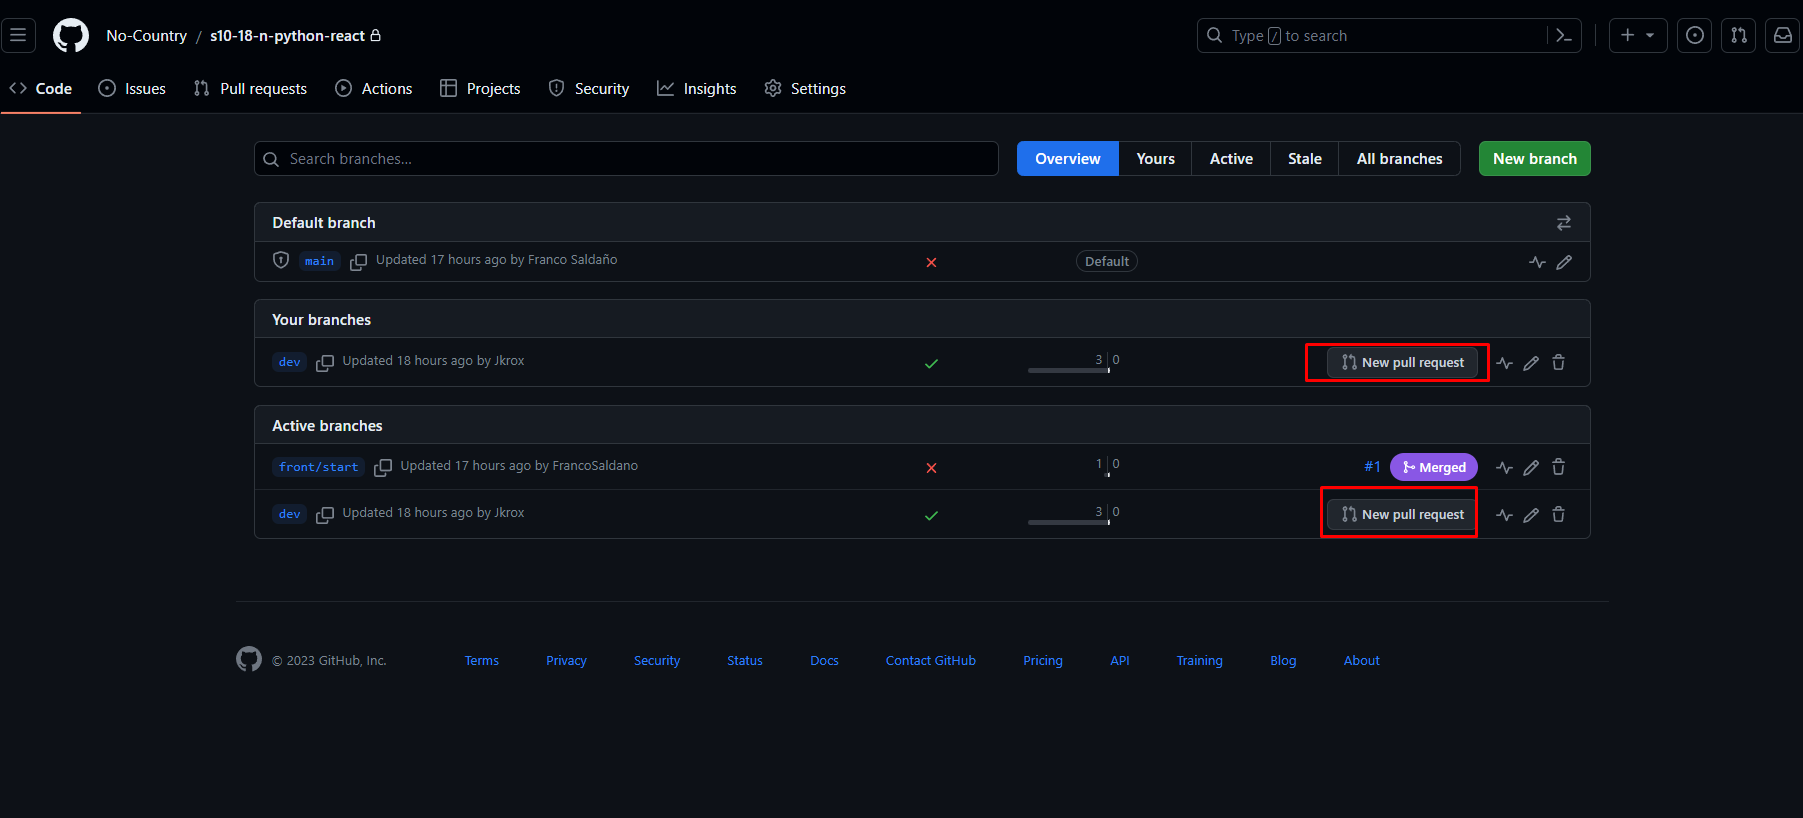 No-Country / s10-18-n-python-react
Type / to search
Code Issues Pull requests Actions Projects Security Insights Settings
Search branches...
Overview Yours Active Stale All branches New branch
Default branch
main Updated 17 hours ago by Franco Saldaño Default
Your branches
dev Updated 18 hours ago by Jkrox 3 | 0 New pull request
Active branches
front/start Updated 17 hours ago by FrancoSaldano 1 | 0 #1 Merged
dev Updated 18 hours ago by Jkrox 3 | 0 New pull request
© 2023 GitHub, Inc. Terms Privacy Security Status Docs Contact GitHub Pricing API Training Blog About